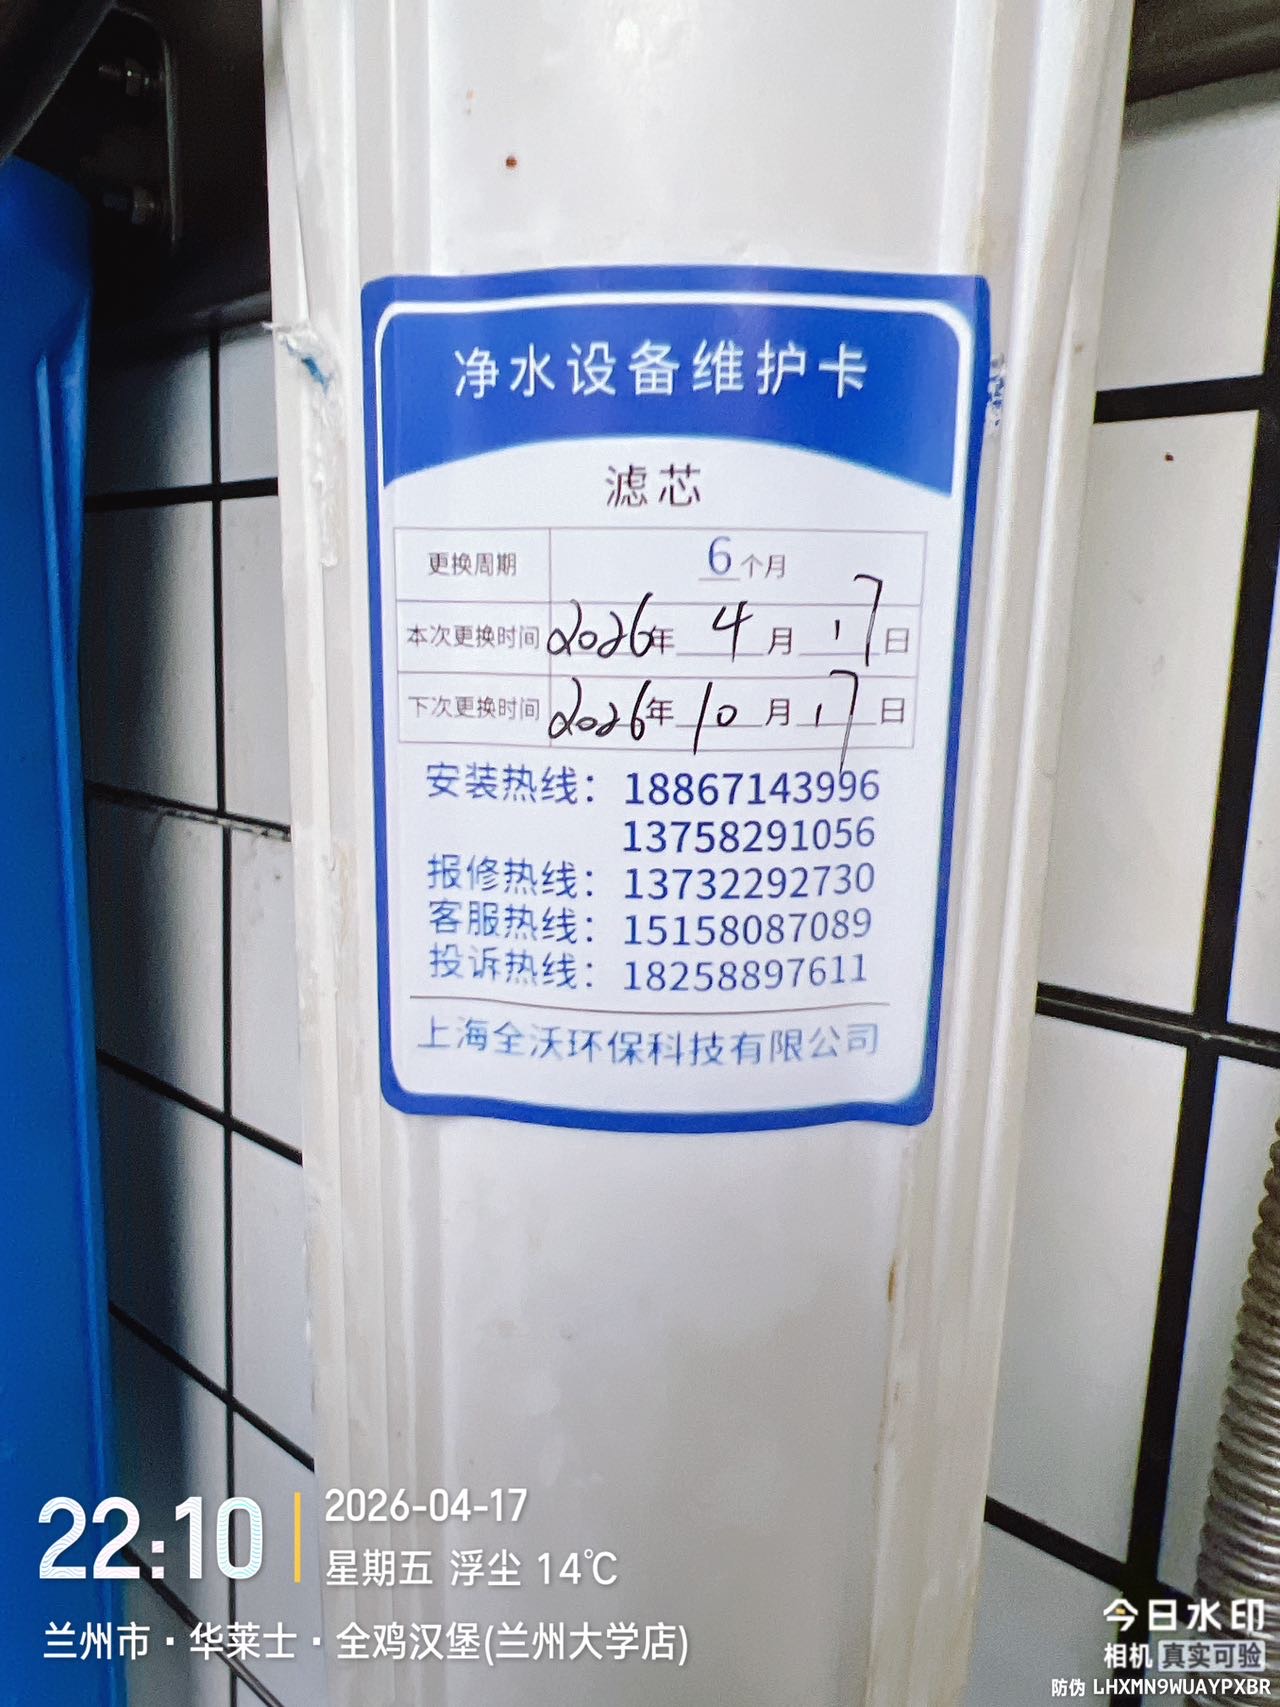 净水设备维护卡
滤芯
更换周期 6个月
本次更换时间 2026年 4月 17日
下次更换时间 2026年 10月 17日
安装热线：18867143996
13758291056
报修热线：13732292730
客服热线：15158087089
投诉热线：18258897611
上海全沃环保科技有限公司
22:10 2026-04-17
星期五 浮尘 14℃
兰州市·华莱士·全鸡汉堡(兰州大学店)
今日水印
相机 真实可验
防伪 LHXMN9WUAYPXBR